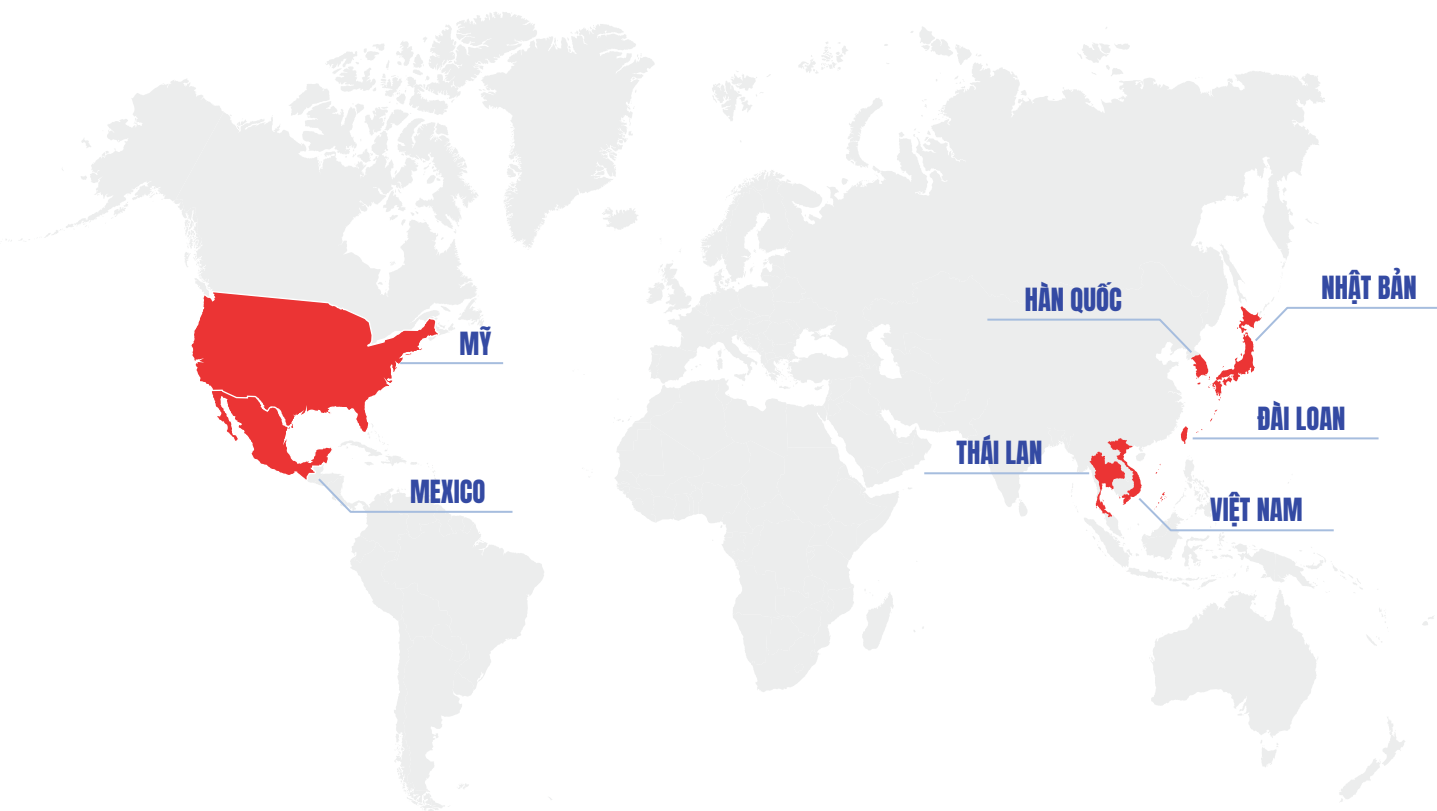 NHẬT BẢN
HÀN QUỐC
MỸ
ĐÀI LOAN
THÁI LAN
MEXICO
VIỆT NAM